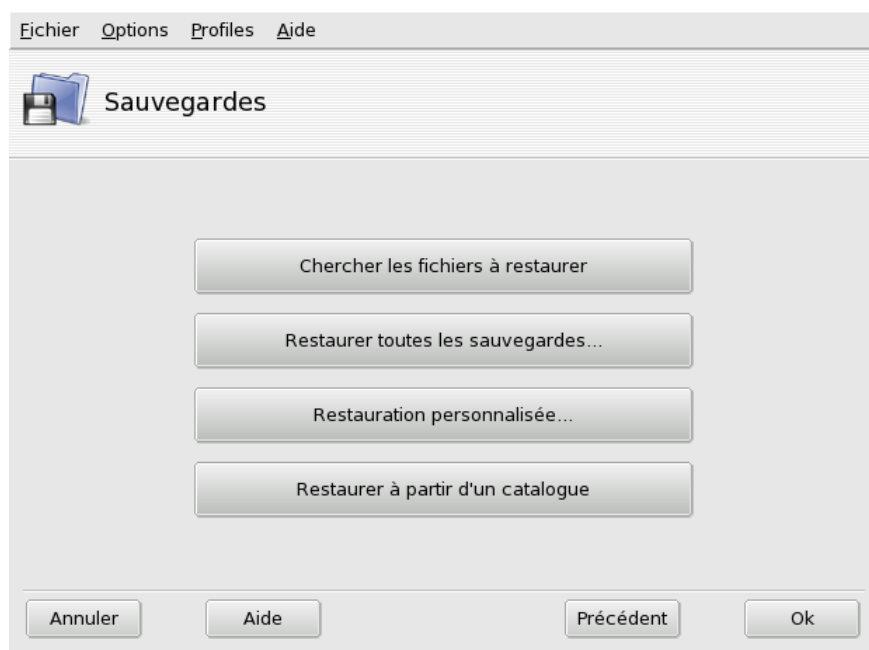 Fichier Options Profiles Aide
Sauvegardes
Chercher les fichiers à restaurer
Restaurer toutes les sauvegardes...
Restauration personnalisée...
Restaurer à partir d'un catalogue
Annuler Aide Précédent Ok